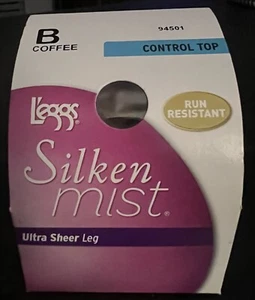 B
COFFEE
94501
CONTROL TOP
L'eggs®
RUN
RESISTANT
Silken
mist®
Ultra Sheer Leg